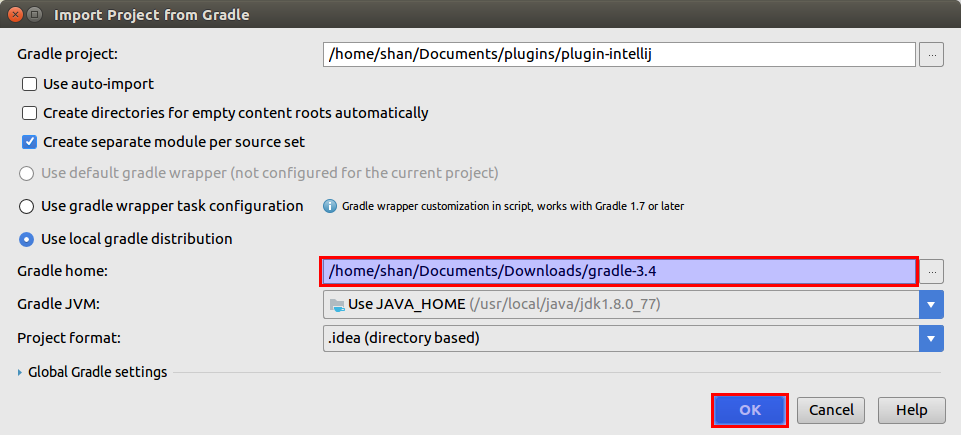 Import Project from Gradle
Gradle project: /home/shan/Documents/plugins/plugin-intellij ...
Use auto-import
Create directories for empty content roots automatically
Create separate module per source set
Use default gradle wrapper (not configured for the current project)
Use gradle wrapper task configuration Gradle wrapper customization in script, works with Gradle 1.7 or later
Use local gradle distribution
Gradle home: /home/shan/Documents/Downloads/gradle-3.4 ...
Gradle JVM: Use JAVA_HOME (/usr/local/java/jdk1.8.0_77)
Project format: .idea (directory based)
Global Gradle settings
OK Cancel Help